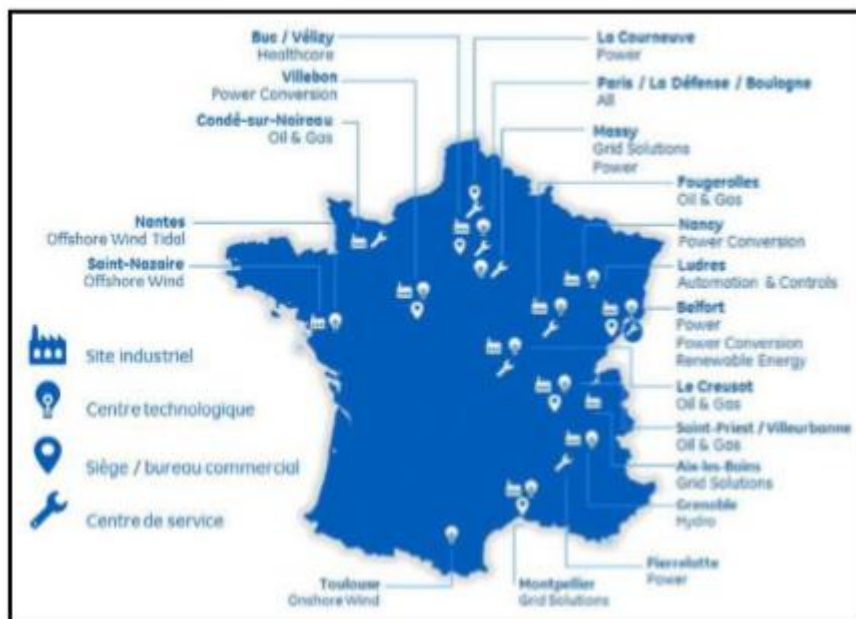 Buc / Vélizy
Healthcare
Villebon
Power Conversion
Condé-sur-Noireau
Oil & Gas
Nantes
Offshore Wind Tidal
Saint-Nazaire
Offshore Wind
Site industriel
Centre technologique
Siège / bureau commercial
Centre de service
La Courneuve
Power
Paris / La Défense / Boulogne
All
Massy
Grid Solutions
Power
Fougerolles
Oil & Gas
Nancy
Power Conversion
Ludres
Automation & Controls
Belfort
Power
Power Conversion
Renewable Energy
Le Creusot
Oil & Gas
Saint-Priest / Villeurbanne
Oil & Gas
Aix-les-Bains
Grid Solutions
Grenoble
Hydro
Pierrelatte
Power
Montpellier
Grid Solutions
Toulouse
Onshore Wind